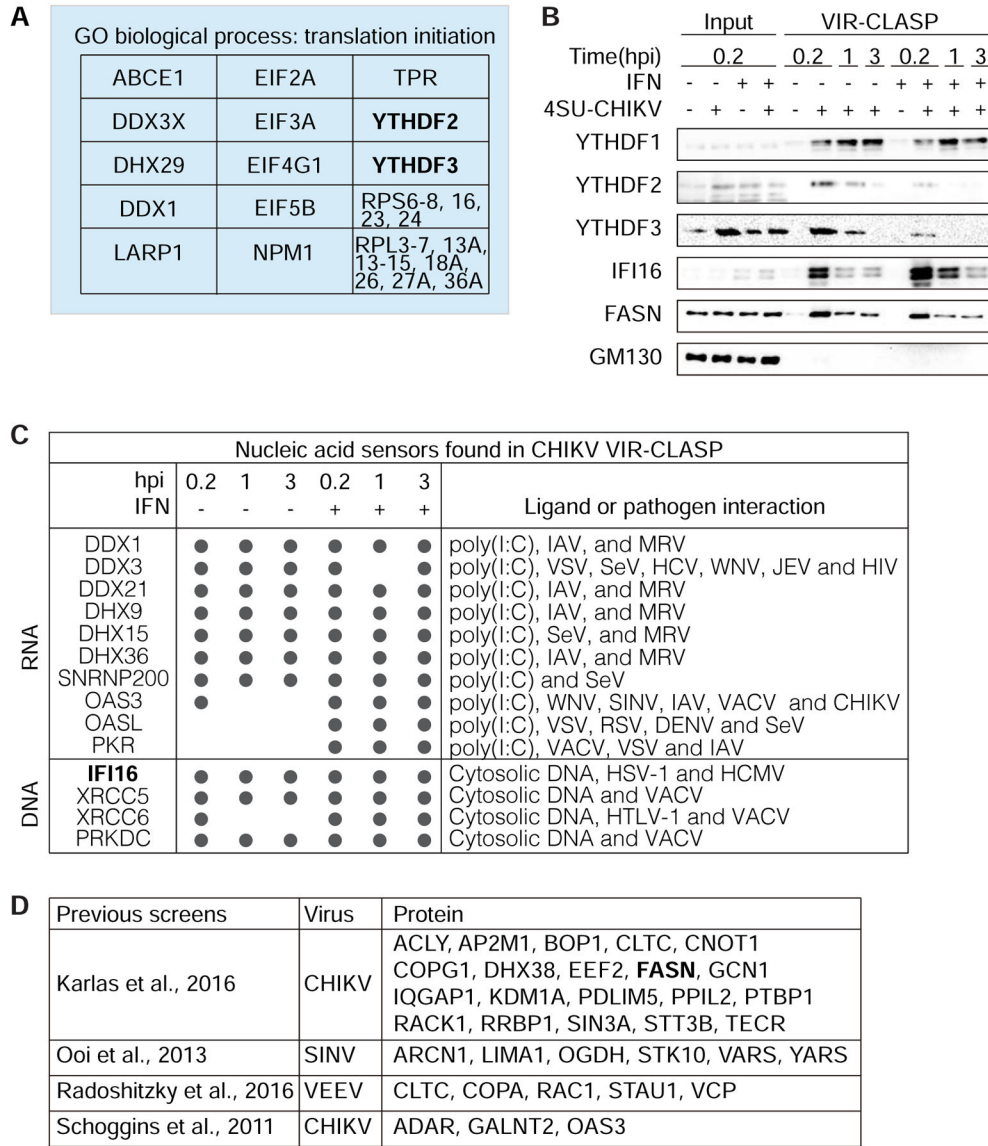 A
GO biological process: translation initiation
ABCE1 EIF2A TPR
DDX3X EIF3A YTHDF2
DHX29 EIF4G1 YTHDF3
DDX1 EIF5B RPS6-8, 16,
23, 24
LARP1 NPM1 RPL3-7, 13A,
13-15, 18A,
26, 27A, 36A
B
Input VIR-CLASP
Time(hpi) 0.2 0.2 1 3 0.2 1 3
IFN - - + + - - - - + + + +
4SU-CHIKV - + - + - + + + - + + +
YTHDF1
YTHDF2
YTHDF3
IFI16
FASN
GM130
C
Nucleic acid sensors found in CHIKV VIR-CLASP
hpi 0.2 1 3 0.2 1 3
IFN - - - + + + Ligand or pathogen interaction
RNA
DDX1 poly(I:C), IAV, and MRV
DDX3 poly(I:C), VSV, SeV, HCV, WNV, JEV and HIV
DDX21 poly(I:C), IAV, and MRV
DHX9 poly(I:C), IAV, and MRV
DHX15 poly(I:C), SeV, and MRV
DHX36 poly(I:C), IAV, and MRV
SNRNP200 poly(I:C) and SeV
OAS3 poly(I:C), WNV, SINV, IAV, VACV and CHIKV
OASL poly(I:C), VSV, RSV, DENV and SeV
PKR poly(I:C), VACV, VSV and IAV
DNA
IFI16 Cytosolic DNA, HSV-1 and HCMV
XRCC5 Cytosolic DNA and VACV
XRCC6 Cytosolic DNA, HTLV-1 and VACV
PRKDC Cytosolic DNA and VACV
D
Previous screens Virus Protein
Karlas et al., 2016 CHIKV ACLY, AP2M1, BOP1, CLTC, CNOT1
COPG1, DHX38, EEF2, FASN, GCN1
IQGAP1, KDM1A, PDLIM5, PPIL2, PTBP1
RACK1, RRBP1, SIN3A, STT3B, TECR
Ooi et al., 2013 SINV ARCN1, LIMA1, OGDH, STK10, VARS, YARS
Radoshitzky et al., 2016 VEEV CLTC, COPA, RAC1, STAU1, VCP
Schoggins et al., 2011 CHIKV ADAR, GALNT2, OAS3